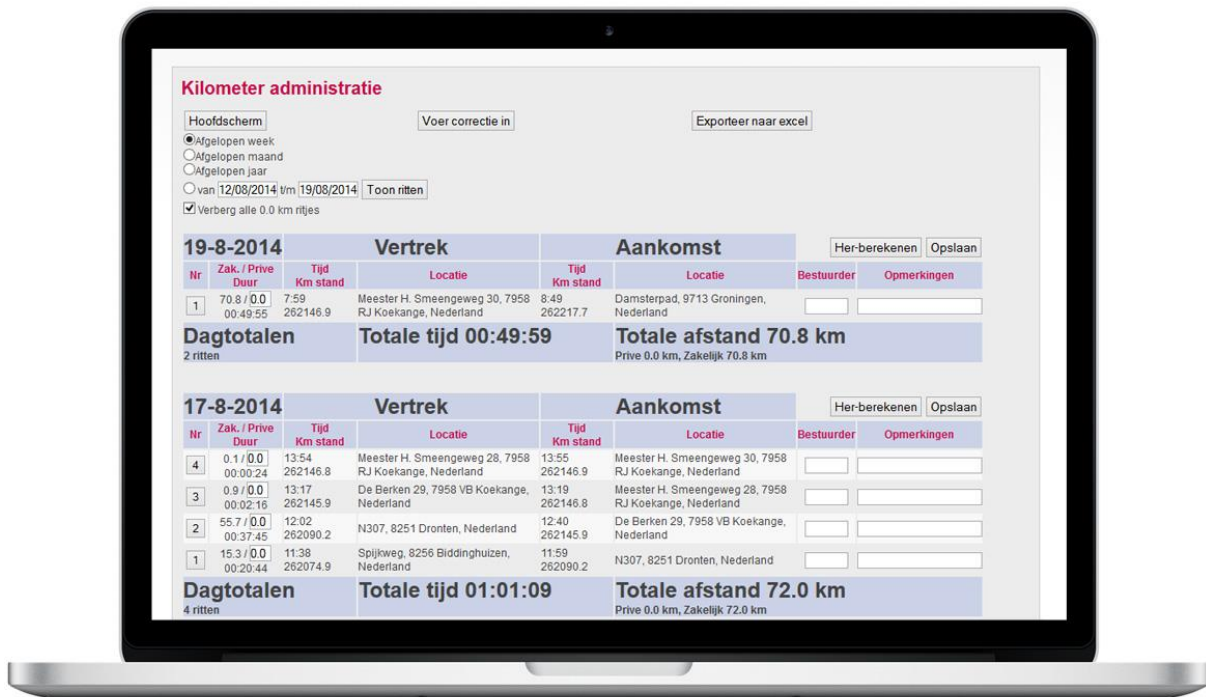 Kilometer administratie
Hoofdscherm Voer correctie in Exporteer naar excel
Afgelopen week
Afgelopen maand
Afgelopen jaar
van 12/08/2014 t/m 19/08/2014 Toon ritten
Verberg alle 0.0 km ritjes
19-8-2014 Vertrek Aankomst Her-berekenen Opslaan
Nr Zak. / Prive Duur Tijd Km stand Locatie Tijd Km stand Locatie Bestuurder Opmerkingen
1 70.8 / 0.0 7:59 Meester H. Smeengeweg 30, 7958 8:49 Damsterpad, 9713 Groningen,
00:49:55 262146.9 RJ Koekange, Nederland 262217.7 Nederland
Dagtotalen Totale tijd 00:49:59 Totale afstand 70.8 km
2 ritten Prive 0.0 km, Zakelijk 70.8 km
17-8-2014 Vertrek Aankomst Her-berekenen Opslaan
Nr Zak. / Prive Duur Tijd Km stand Locatie Tijd Km stand Locatie Bestuurder Opmerkingen
4 0.1 / 0.0 13:54 Meester H. Smeengeweg 28, 7958 13:55 Meester H. Smeengeweg 30, 7958
00:00:24 262146.8 RJ Koekange, Nederland 262146.9 RJ Koekange, Nederland
3 0.9 / 0.0 13:17 De Berken 29, 7958 VB Koekange, 13:19 Meester H. Smeengeweg 28, 7958
00:02:16 262145.9 Nederland 262146.8 RJ Koekange, Nederland
2 55.7 / 0.0 12:02 N307, 8251 Dronten, Nederland 12:40 De Berken 29, 7958 VB Koekange,
00:37:45 262090.2 262145.9 Nederland
1 15.3 / 0.0 11:38 Spijkweg, 8256 Biddinghuizen, 11:59 N307, 8251 Dronten, Nederland
00:20:44 262074.9 Nederland 262090.2
Dagtotalen Totale tijd 01:01:09 Totale afstand 72.0 km
4 ritten Prive 0.0 km, Zakelijk 72.0 km